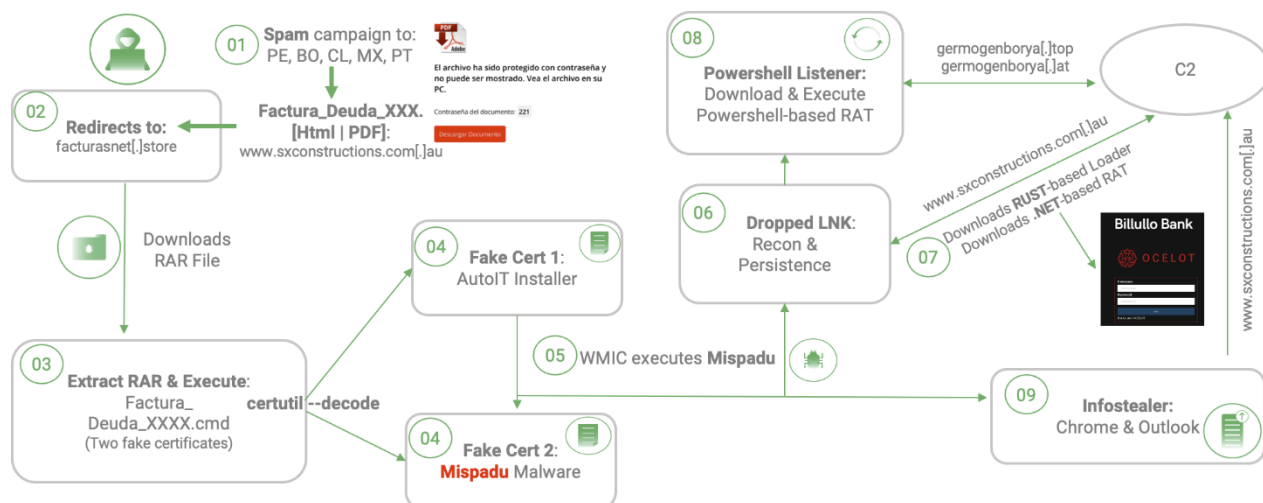 01
Spam campaign to:
PE, BO, CL, MX, PT
Factura_Deuda_XXX.
[Html | PDF]:
www.sxconstructions.com[.]au
PDF
Adobe
El archivo ha sido protegido con contraseña y
no puede ser mostrado. Vea el archivo en su
PC.
Contraseña del documento: 221
Descargar Documento
02
Redirects to:
facturasnet[.]store
Downloads
RAR File
03
Extract RAR & Execute:
Factura_
Deuda_XXXX.cmd
(Two fake certificates)
certutil --decode
04
Fake Cert 1:
AutoIT Installer
04
Fake Cert 2:
Mispadu Malware
05
WMIC executes Mispadu
06
Dropped LNK:
Recon &
Persistence
07
www.sxconstructions.com[.]au
Downloads RUST-based Loader
Downloads .NET-based RAT
Billullo Bank
OCELOT
08
Powershell Listener:
Download & Execute
Powershell-based RAT
germogenborya[.]top
germogenborya[.]at
C2
www.sxconstructions.com[.]au
09
Infostealer:
Chrome & Outlook